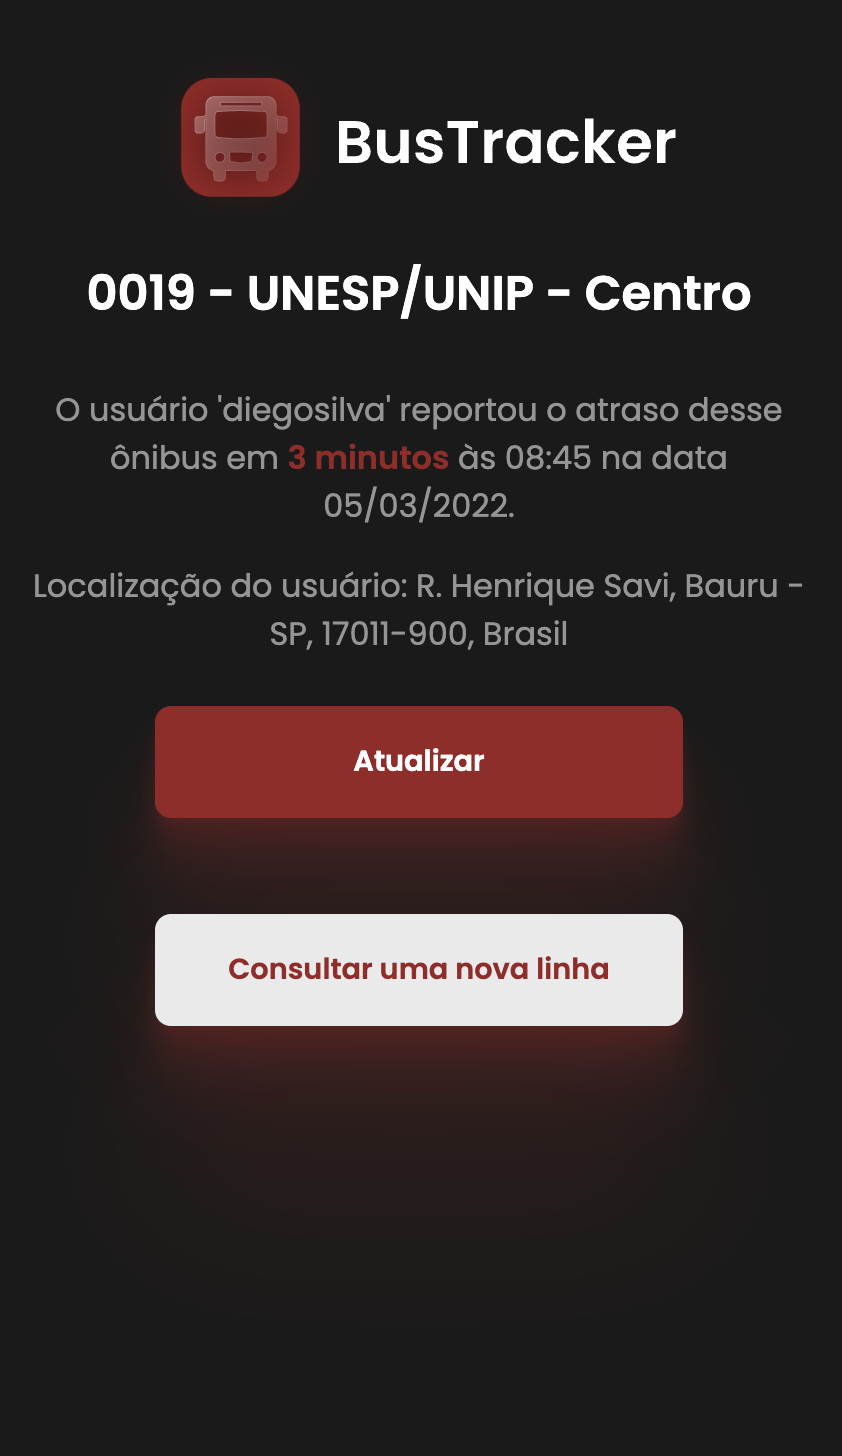 BusTracker
0019 - UNESP/UNIP - Centro
O usuário 'diegosilva' reportou o atraso desse
ônibus em 3 minutos às 08:45 na data
05/03/2022.
Localização do usuário: R. Henrique Savi, Bauru -
SP, 17011-900, Brasil
Atualizar
Consultar uma nova linha